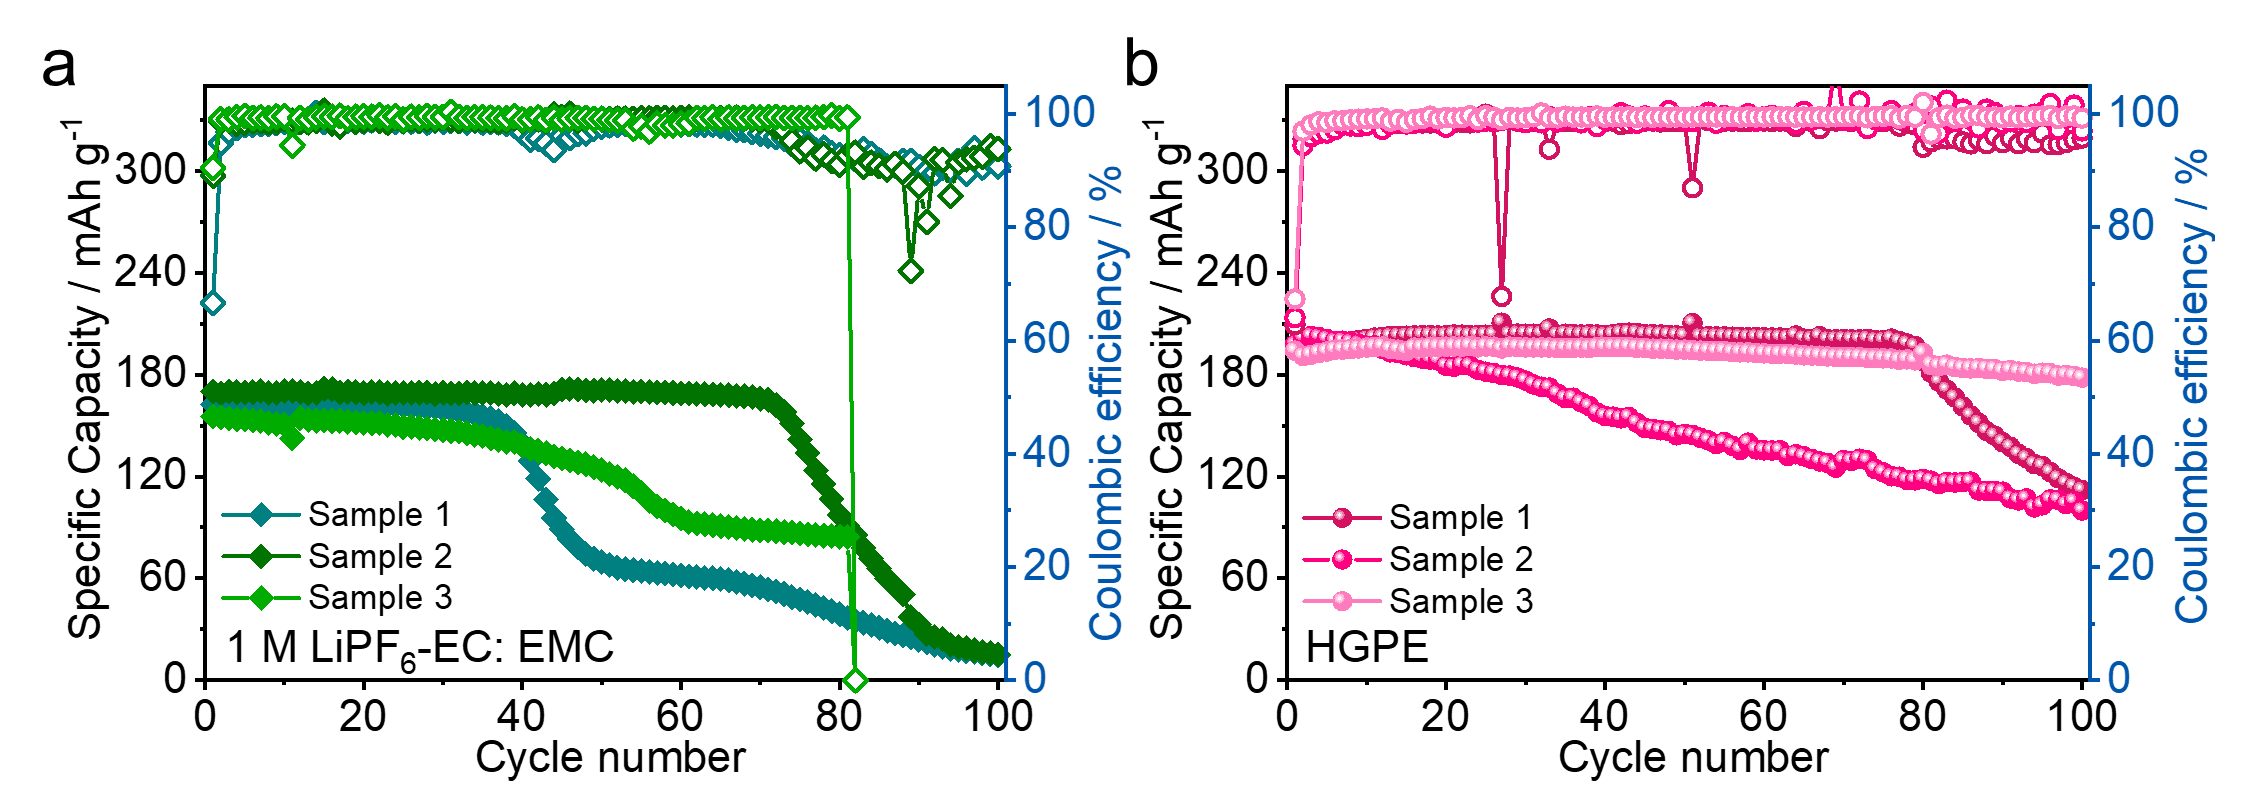 a
Specific Capacity / mAh g-1
300
240
180
120
60
0
0
20
40
60
80
100
Cycle number
100
80
60
40
20
0
Coulombic efficiency / %
Sample 1
Sample 2
Sample 3
1 M LiPF6-EC: EMC
b
Specific Capacity / mAh g-1
300
240
180
120
60
0
0
20
40
60
80
100
Cycle number
100
80
60
40
20
0
Coulombic efficiency / %
Sample 1
Sample 2
Sample 3
HGPE